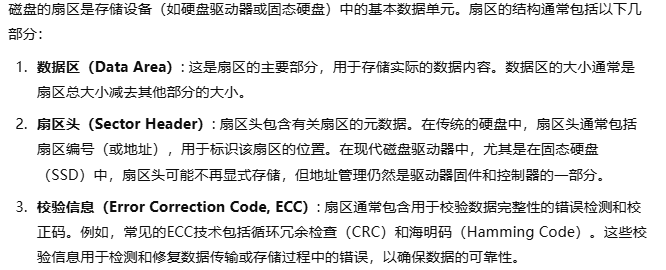 磁盘的扇区是存储设备（如硬盘驱动器或固态硬盘）中的基本数据单元。扇区的结构通常包括以下几
部分：
1. 数据区（Data Area）: 这是扇区的主要部分，用于存储实际的数据内容。数据区的大小通常是
扇区总大小减去其他部分的大小。
2. 扇区头（Sector Header）: 扇区头包含有关扇区的元数据。在传统的硬盘中，扇区头通常包括
扇区编号（或地址），用于标识该扇区的位置。在现代磁盘驱动器中，尤其是在固态硬盘
（SSD）中，扇区头可能不再显式存储，但地址管理仍然是驱动器固件和控制器的一部分。
3. 校验信息（Error Correction Code, ECC）: 扇区通常包含用于校验数据完整性的错误检测和校
正码。例如，常见的ECC技术包括循环冗余检查（CRC）和海明码（Hamming Code）。这些校
验信息用于检测和修复数据传输或存储过程中的错误，以确保数据的可靠性。